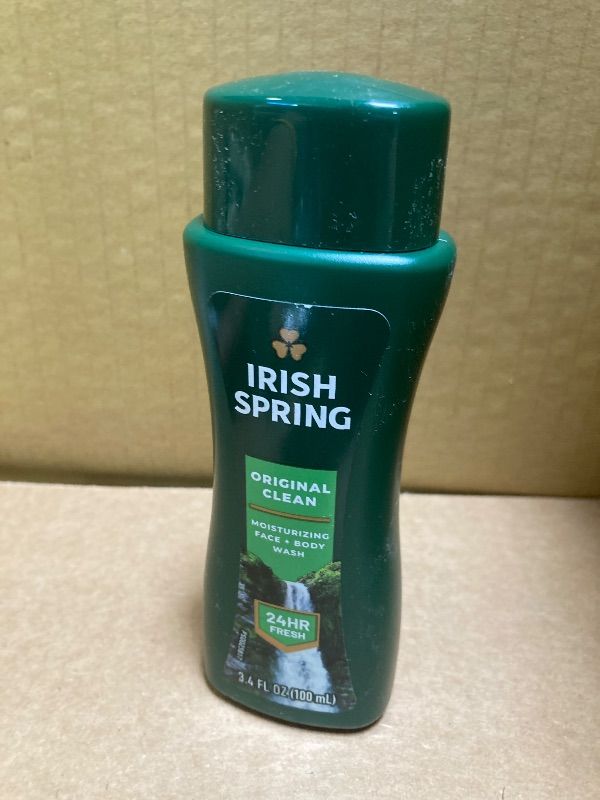 IRISH
SPRING
ORIGINAL
CLEAN
MOISTURIZING
FACE + BODY
WASH
24HR
FRESH
3.4 FL OZ (100 mL)